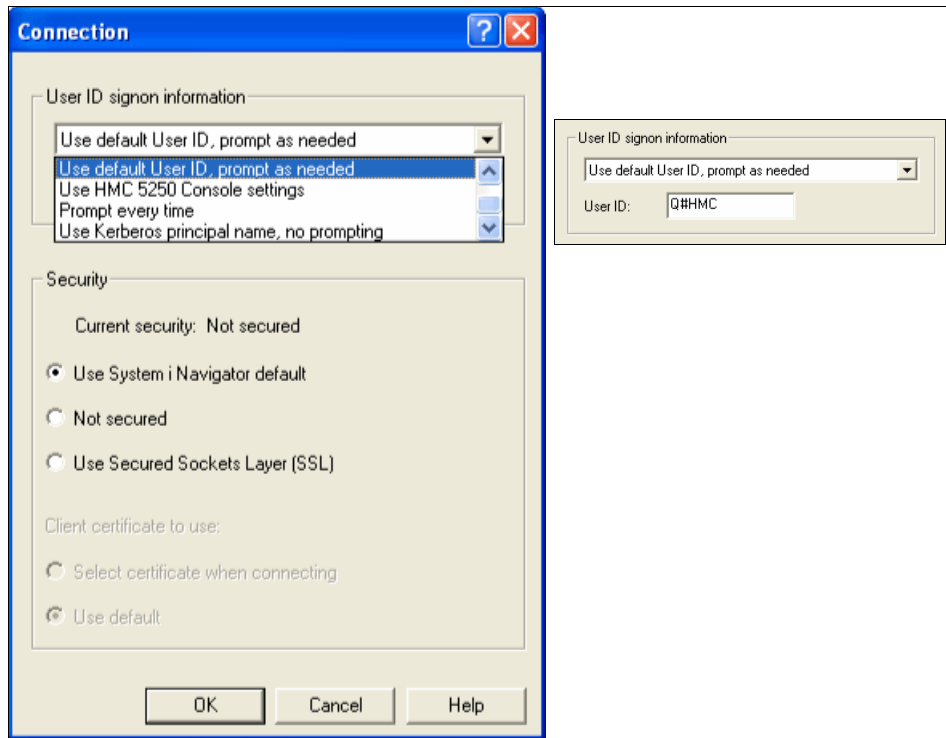 Connection
User ID signon information
Use default User ID, prompt as needed
Use default User ID, prompt as needed
Use HMC 5250 Console settings
Prompt every time
Use Kerberos principal name, no prompting
Security
Current security: Not secured
Use System i Navigator default
Not secured
Use Secured Sockets Layer (SSL)
Client certificate to use:
Select certificate when connecting
Use default
OK Cancel Help
User ID signon information
Use default User ID, prompt as needed
User ID: Q#HMC